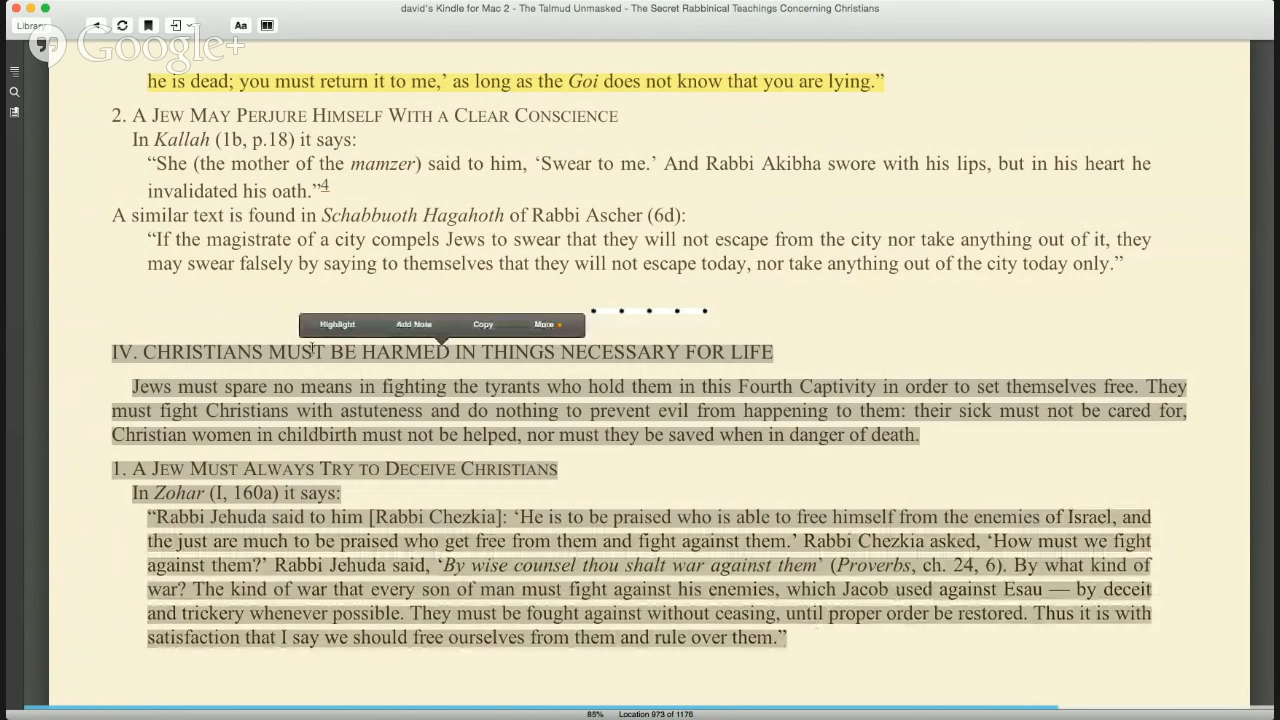 david's Kindle for Mac 2 - The Talmud Unmasked - The Secret Rabbinical Teachings Concerning Christians
Library
Aa
Google+
he is dead; you must return it to me,' as long as the Goi does not know that you are lying.”
2. A JEW MAY PERJURE HIMSELF WITH A CLEAR CONSCIENCE
In Kallah (1b, p.18) it says:
“She (the mother of the mamzer) said to him, ‘Swear to me.’ And Rabbi Akibha swore with his lips, but in his heart he
invalidated his oath.”4
A similar text is found in Schabbuoth Hagahoth of Rabbi Ascher (6d):
“If the magistrate of a city compels Jews to swear that they will not escape from the city nor take anything out of it, they
may swear falsely by saying to themselves that they will not escape today, nor take anything out of the city today only.”
Highlight Add Note Copy More
IV. CHRISTIANS MUST BE HARMED IN THINGS NECESSARY FOR LIFE
Jews must spare no means in fighting the tyrants who hold them in this Fourth Captivity in order to set themselves free. They
must fight Christians with astuteness and do nothing to prevent evil from happening to them: their sick must not be cared for,
Christian women in childbirth must not be helped, nor must they be saved when in danger of death.
1. A JEW MUST ALWAYS TRY TO DECEIVE CHRISTIANS
In Zohar (I, 160a) it says:
“Rabbi Jehuda said to him [Rabbi Chezkia]: ‘He is to be praised who is able to free himself from the enemies of Israel, and
the just are much to be praised who get free from them and fight against them.’ Rabbi Chezkia asked, ‘How must we fight
against them?’ Rabbi Jehuda said, ‘By wise counsel thou shalt war against them’ (Proverbs, ch. 24, 6). By what kind of
war? The kind of war that every son of man must fight against his enemies, which Jacob used against Esau — by deceit
and trickery whenever possible. They must be fought against without ceasing, until proper order be restored. Thus it is with
satisfaction that I say we should free ourselves from them and rule over them.”
85% Location 973 of 1176